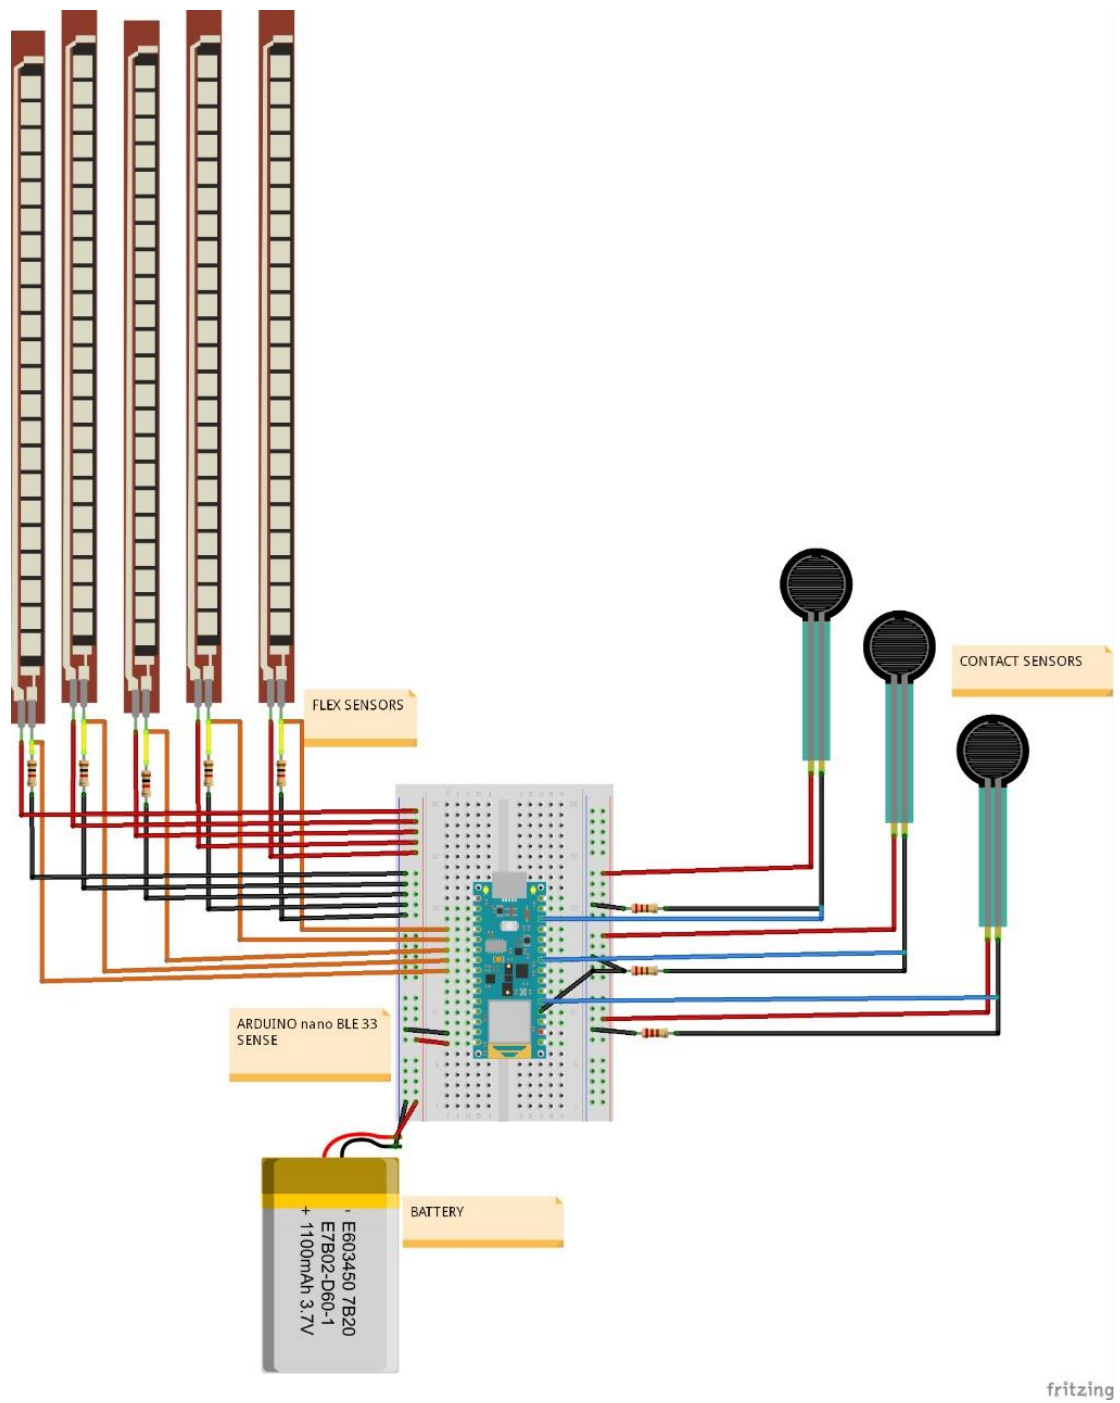 FLEX SENSORS
CONTACT SENSORS
ARDUINO nano BLE 33
SENSE
BATTERY
- E603450 7B20
E7B02-D60-1
+ 1100mAh 3.7V
fritzing